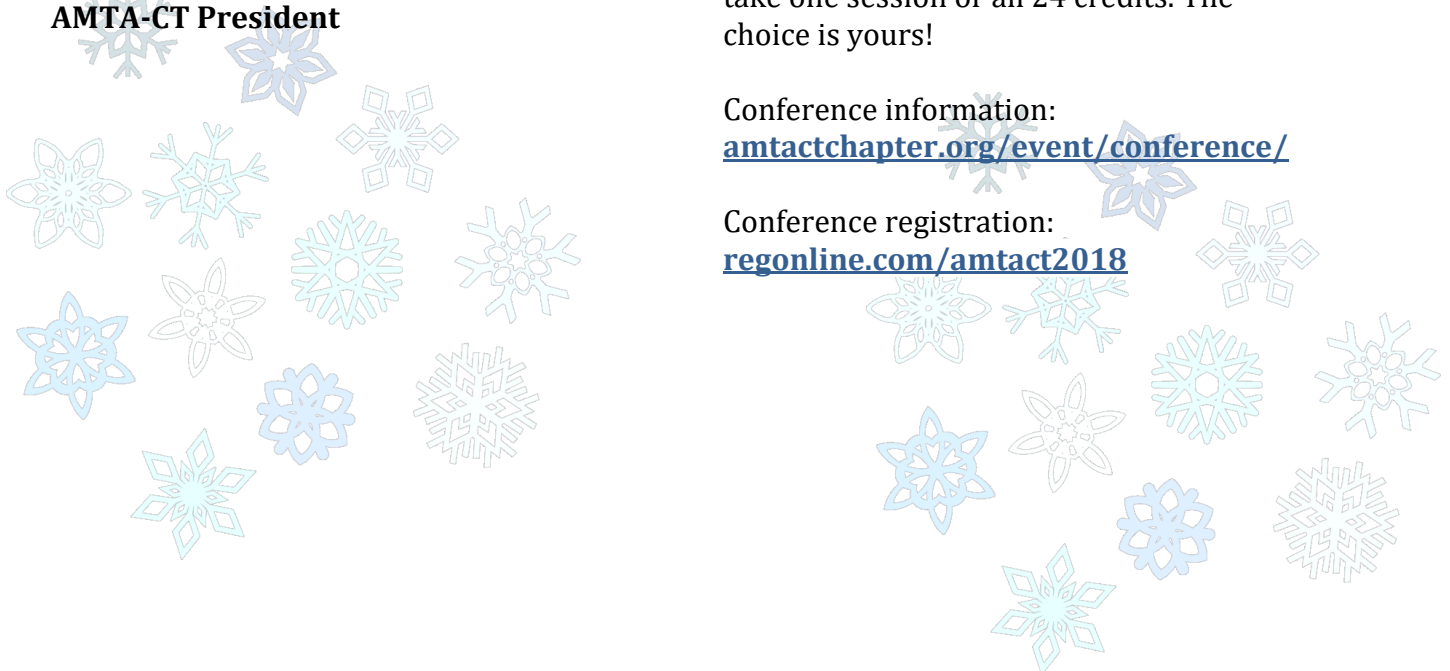 AMTA-CT President
take one session or all 24 credits. The
choice is yours!
Conference information:
amtactchapter.org/event/conference/
Conference registration:
regonline.com/amtact2018